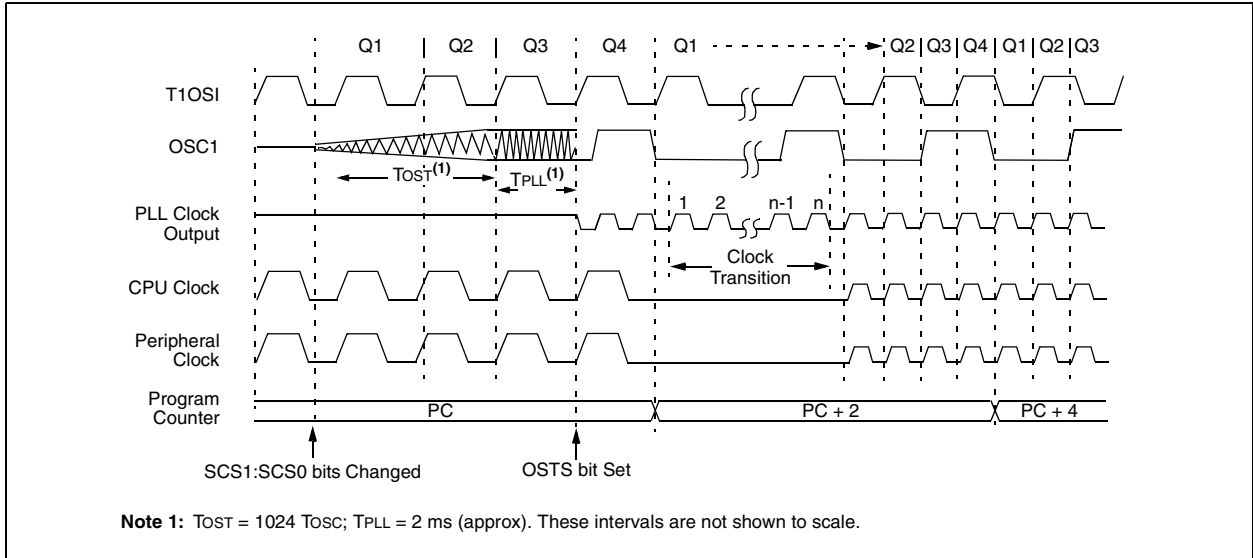 Q1 Q2 Q3 Q4 Q1 Q2 Q3 Q4 Q1 Q2 Q3
T1OSI
OSC1
TOST(1)
TPLL(1)
PLL Clock
Output
1 2 n-1 n
Clock
Transition
CPU Clock
Peripheral
Clock
Program
Counter
PC
PC + 2
PC + 4
SCS1:SCS0 bits Changed
OSTS bit Set
Note 1: TOST = 1024 TOSC; TPLL = 2 ms (approx). These intervals are not shown to scale.